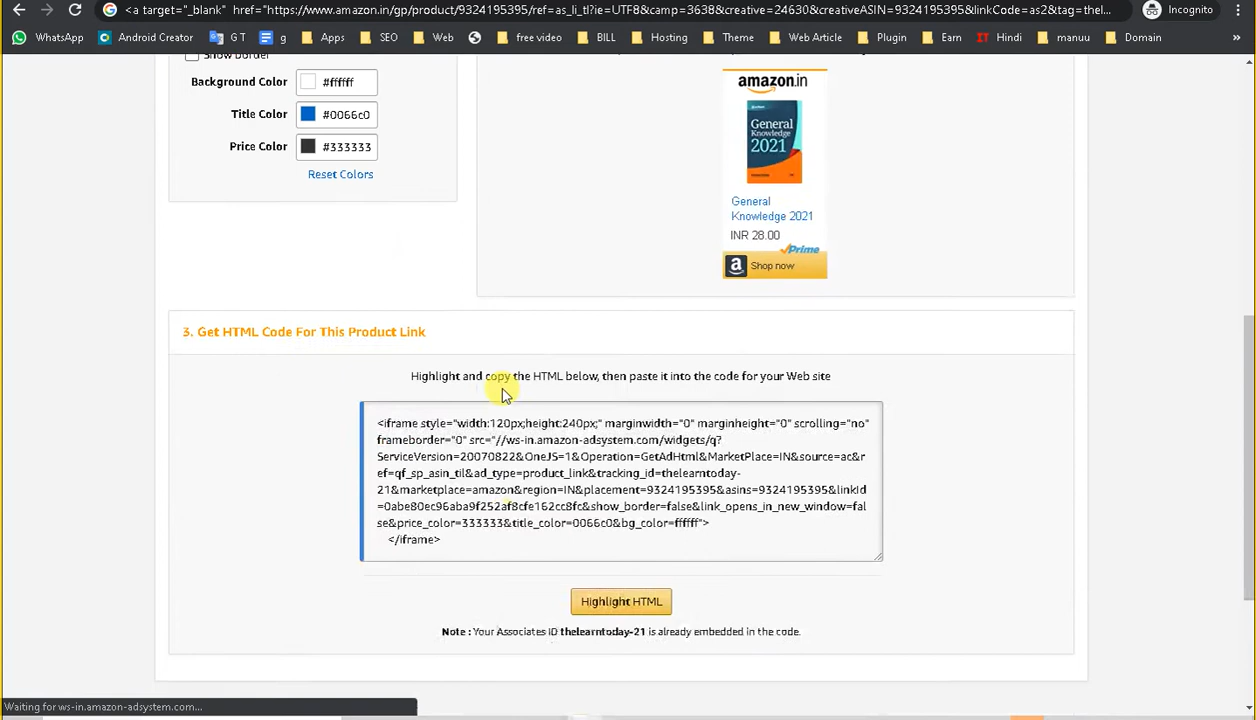 <a target="_blank" href="https://www.amazon.in/gp/product/9324195395/ref=as_li_tl?ie=UTF8&camp=3638&creative=24630&creativeASIN=9324195395&linkCode=as2&tag=thel...
Incognito
WhatsApp Android Creator G T g Apps SEO Web free video BILL Hosting Theme Web Article Plugin Earn IT Hindi manuu Domain »
Show border
Background Color #ffffff
Title Color #0066c0
Price Color #333333
Reset Colors
amazon.in
General
Knowledge
2021
General
Knowledge 2021
INR 28.00
Prime
a Shop now
3. Get HTML Code For This Product Link
Highlight and copy the HTML below, then paste it into the code for your Web site
<iframe style="width:120px;height:240px;" marginwidth="0" marginheight="0" scrolling="no"
frameborder="0" src="//ws-in.amazon-adsystem.com/widgets/q?
ServiceVersion=20070822&OneJS=1&Operation=GetAdHtml&MarketPlace=IN&source=ac&r
ef=qf_sp_asin_til&ad_type=product_link&tracking_id=thelearntoday-
21&marketplace=amazon&region=IN&placement=9324195395&asins=9324195395&linkId
=0abe80ec96aba9f252af8cfe162cc8fc&show_border=false&link_opens_in_new_window=fal
se&price_color=333333&title_color=0066c0&bg_color=ffffff">
</iframe>
Highlight HTML
Note : Your Associates ID thelearntoday-21 is already embedded in the code.
Waiting for ws-in.amazon-adsystem.com...